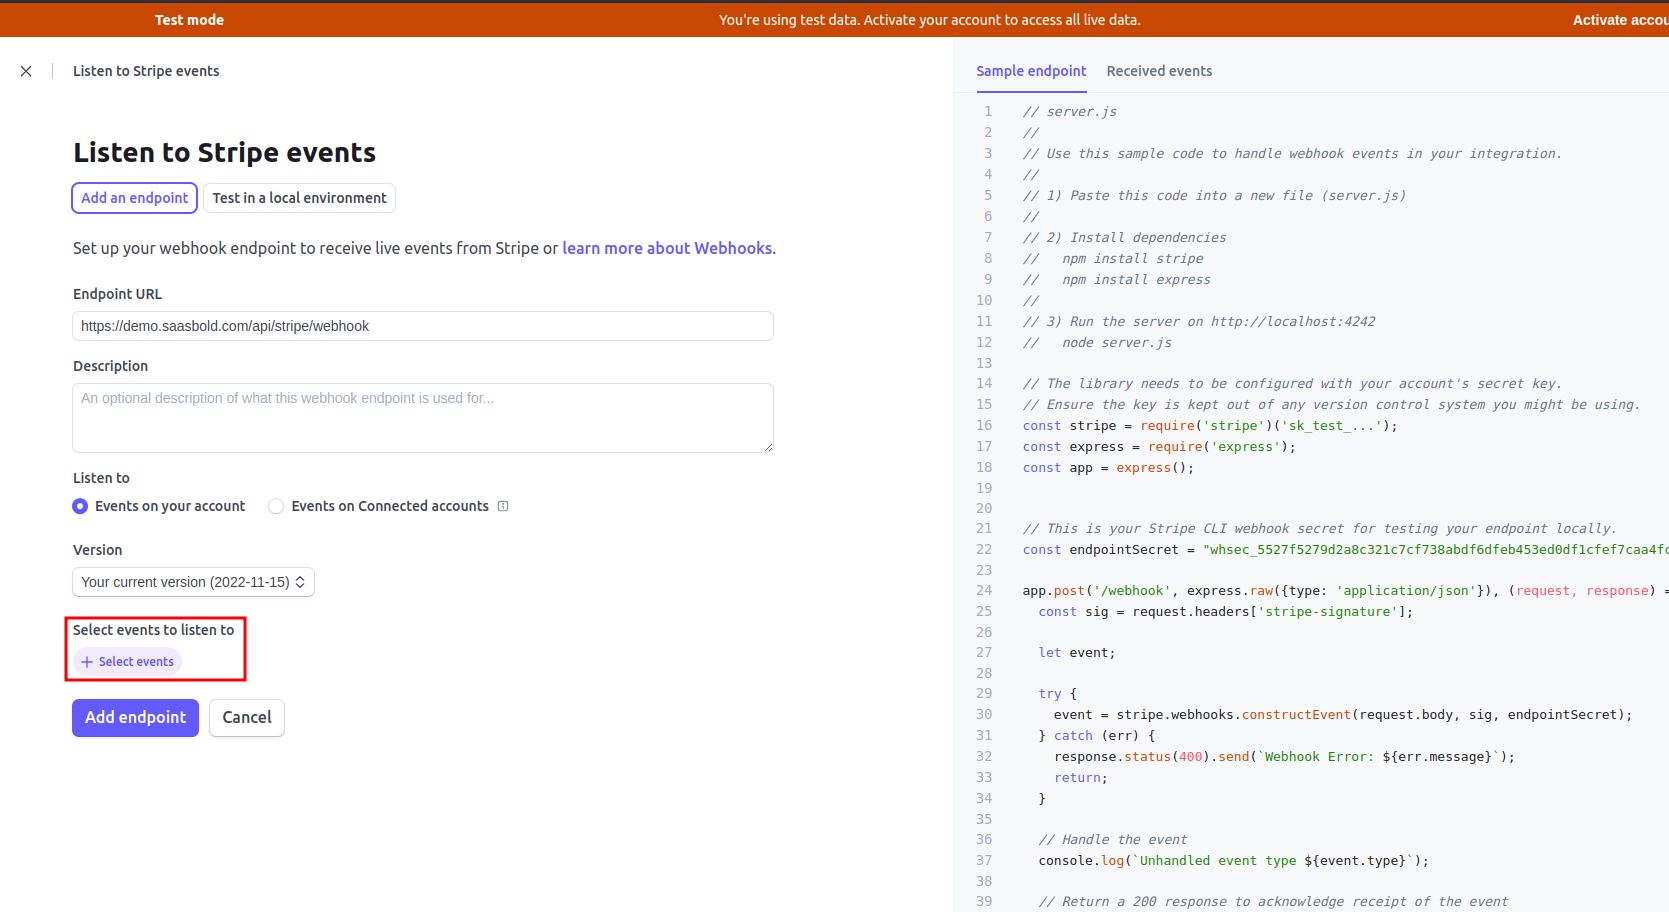 Test mode
You're using test data. Activate your account to access all live data.
Activate accou
Listen to Stripe events
Listen to Stripe events
Add an endpoint
Test in a local environment
Set up your webhook endpoint to receive live events from Stripe or learn more about Webhooks.
Endpoint URL
https://demo.saasbold.com/api/stripe/webhook
Description
An optional description of what this webhook endpoint is used for...
Listen to
Events on your account
Events on Connected accounts
Version
Your current version (2022-11-15)
Select events to listen to
+ Select events
Add endpoint
Cancel
Sample endpoint
Received events
1 // server.js
2 //
3 // Use this sample code to handle webhook events in your integration.
4 //
5 // 1) Paste this code into a new file (server.js)
6 //
7 // 2) Install dependencies
8 //   npm install stripe
9 //   npm install express
10 //
11 // 3) Run the server on http://localhost:4242
12 //   node server.js
13
14 // The library needs to be configured with your account's secret key.
15 // Ensure the key is kept out of any version control system you might be using.
16 const stripe = require('stripe')('sk_test_...');
17 const express = require('express');
18 const app = express();
19
20
21 // This is your Stripe CLI webhook secret for testing your endpoint locally.
22 const endpointSecret = "whsec_5527f5279d2a8c321c7cf738abdf6dfeb453ed0df1cfef7caa4fc
23
24 app.post('/webhook', express.raw({type: 'application/json'}), (request, response) =
25   const sig = request.headers['stripe-signature'];
26
27   let event;
28
29   try {
30     event = stripe.webhooks.constructEvent(request.body, sig, endpointSecret);
31   } catch (err) {
32     response.status(400).send(`Webhook Error: ${err.message}`);
33     return;
34   }
35
36   // Handle the event
37   console.log(`Unhandled event type ${event.type}`);
38
39   // Return a 200 response to acknowledge receipt of the event